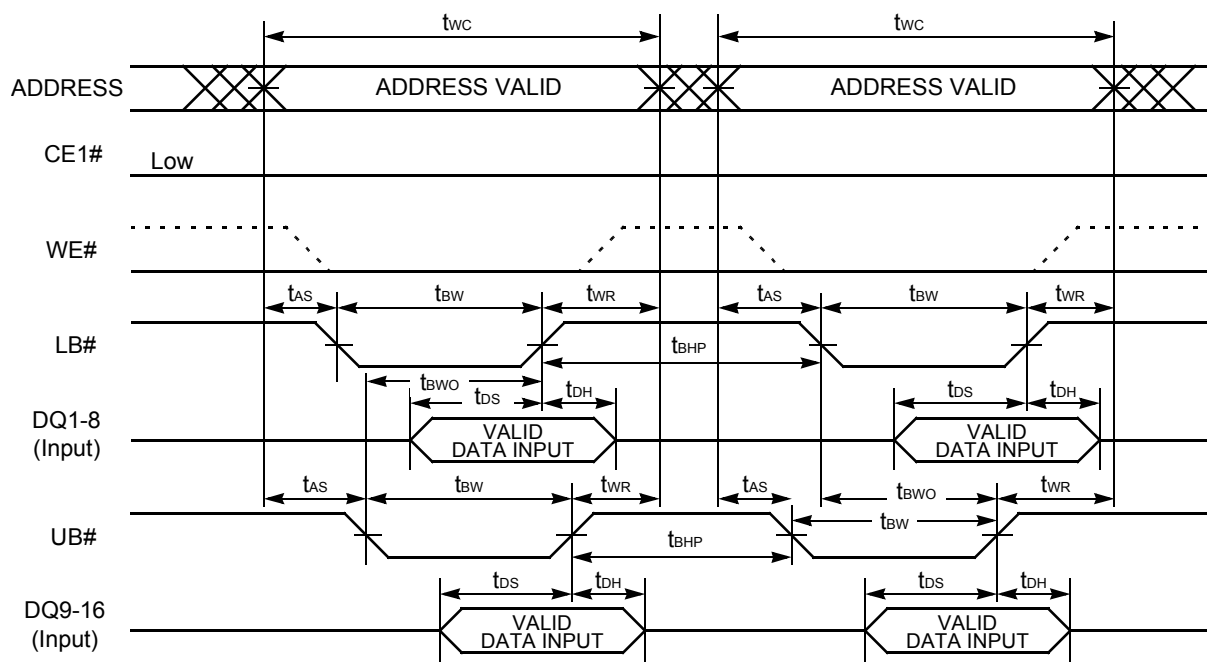 tWC tWC
ADDRESS ADDRESS VALID ADDRESS VALID
CE1# Low
WE#
tAS tBW tWR tAS tBW tWR
LB#
tBHP
tBWO
tDS tDH tDS tDH
DQ1-8
(Input)
VALID
DATA INPUT
VALID
DATA INPUT
tAS tBW tWR tAS tBWO tWR
tBW
UB#
tBHP
tDS tDH tDS tDH
DQ9-16
(Input)
VALID
DATA INPUT
VALID
DATA INPUT